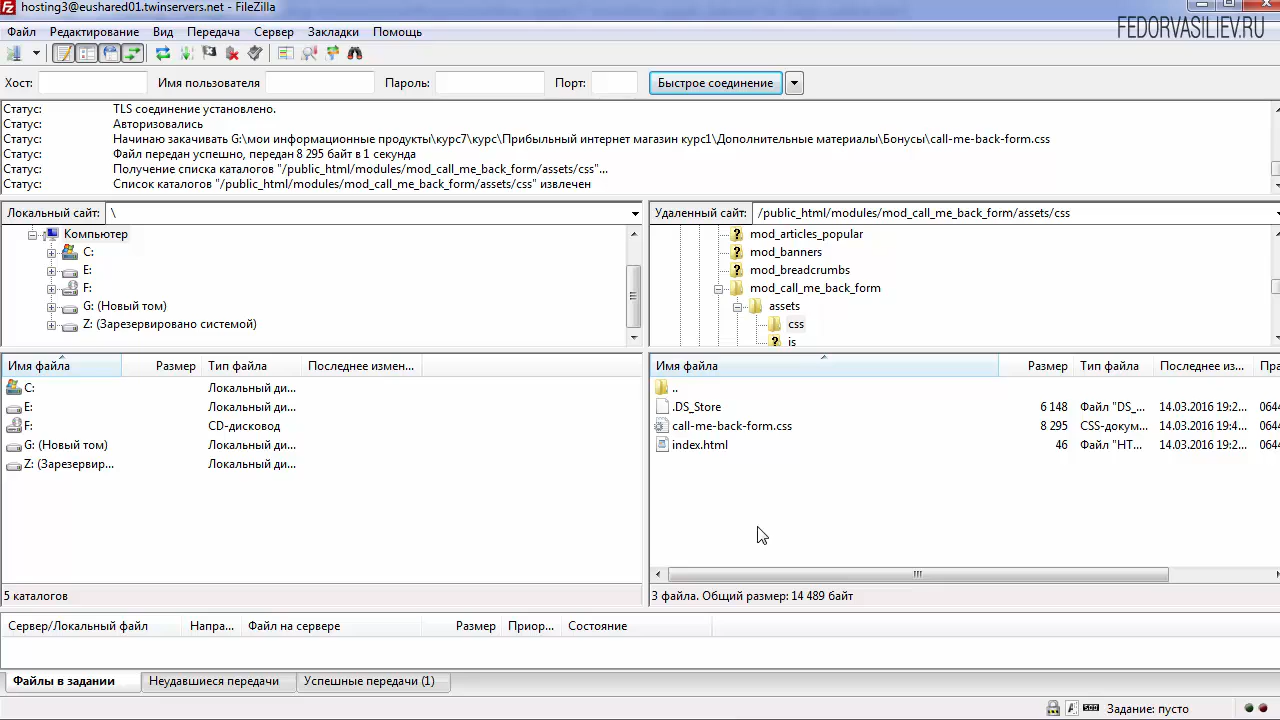 hosting3@eushared01.twinservers.net - FileZilla
FEDORVASILIEV.RU
Файл Редактирование Вид Передача Сервер Закладки Помощь
Хост: Имя пользователя Пароль: Порт: Быстрое соединение
Статус: TLS соединение установлено.
Статус: Авторизовались
Статус: Начинаю закачивать G:\мои информационные продукты\курс7\курс\Прибыльный интернет магазин курс1\Дополнительные материалы\Бонусы\call-me-back-form.css
Статус: Файл передан успешно, передан 8 295 байт в 1 секунда
Статус: Получение списка каталогов "/public_html/modules/mod_call_me_back_form/assets/css"...
Статус: Список каталогов "/public_html/modules/mod_call_me_back_form/assets/css" извлечен
Локальный сайт: \
Компьютер
C:
E:
F:
G: (Новый том)
Z: (Зарезервировано системой)
Удаленный сайт: /public_html/modules/mod_call_me_back_form/assets/css
mod_articles_popular
mod_banners
mod_breadcrumbs
mod_call_me_back_form
assets
css
js
Имя файла Размер Тип файла Последнее измен...
C: Локальный ди...
E: Локальный ди...
F: CD-дисковод
G: (Новый том) Локальный ди...
Z: (Зарезервир... Локальный ди...
5 каталогов
Имя файла Размер Тип файла Последнее из... Пра
..
.DS_Store 6 148 Файл "DS_... 14.03.2016 19:2... 0644
call-me-back-form.css 8 295 CSS-докум... 14.03.2016 19:4... 0644
index.html 46 Файл "HT... 14.03.2016 19:2... 0644
3 файла. Общий размер: 14 489 байт
Сервер/Локальный файл Напра... Файл на сервере Размер Приор... Состояние
Файлы в задании Неудавшиеся передачи Успешные передачи (1)
Задание: пусто